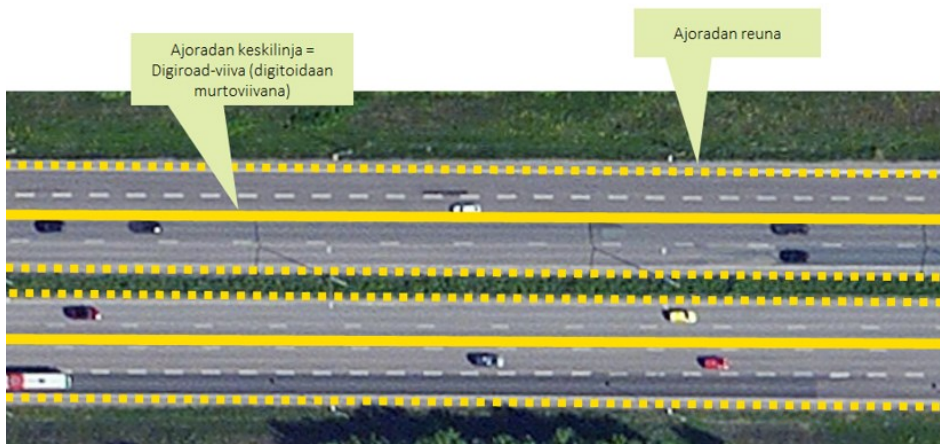 Ajoradan keskilinja =
Digiroad-viiva (digitoidaan
murtoviivana)
Ajoradan reuna